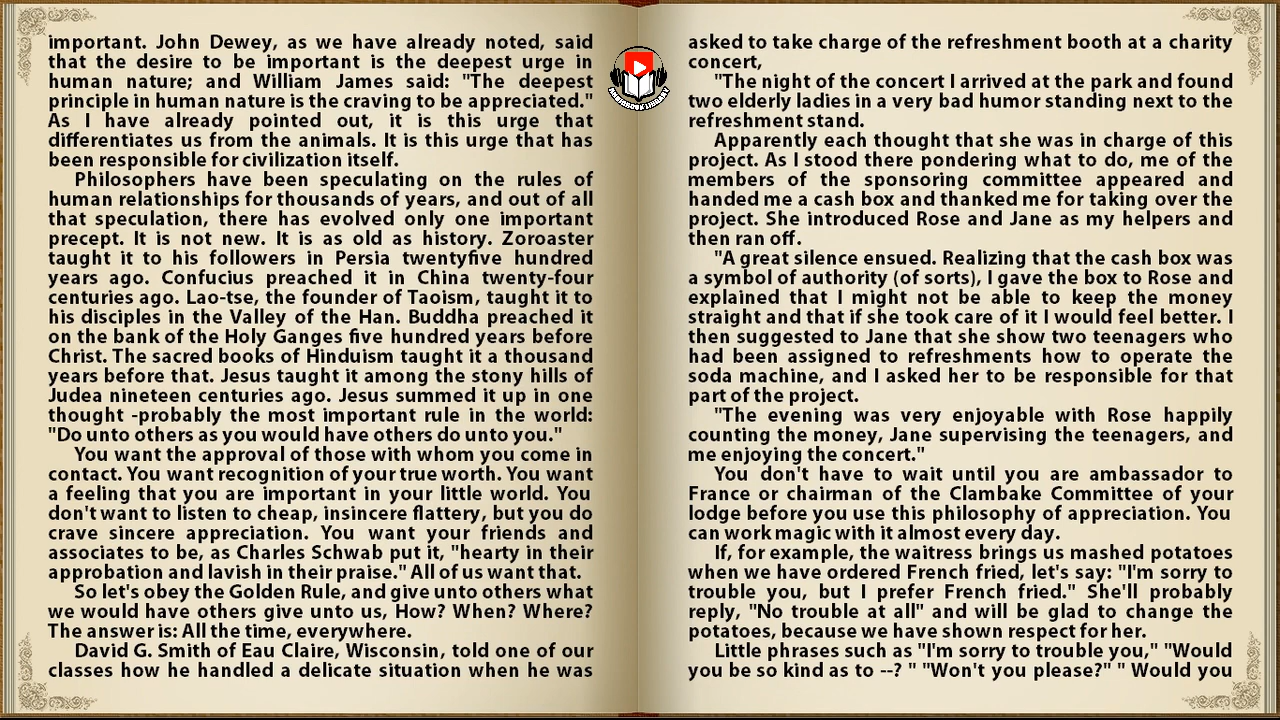 important. John Dewey, as we have already noted, said
that the desire to be important is the deepest urge in
human nature; and William James said: "The deepest
principle in human nature is the craving to be appreciated."
As I have already pointed out, it is this urge that
differentiates us from the animals. It is this urge that has
been responsible for civilization itself.
Philosophers have been speculating on the rules of
human relationships for thousands of years, and out of all
that speculation, there has evolved only one important
precept. It is not new. It is as old as history. Zoroaster
taught it to his followers in Persia twentyfive hundred
years ago. Confucius preached it in China twenty-four
centuries ago. Lao-tse, the founder of Taoism, taught it to
his disciples in the Valley of the Han. Buddha preached it
on the bank of the Holy Ganges five hundred years before
Christ. The sacred books of Hinduism taught it a thousand
years before that. Jesus taught it among the stony hills of
Judea nineteen centuries ago. Jesus summed it up in one
thought -probably the most important rule in the world:
"Do unto others as you would have others do unto you."
You want the approval of those with whom you come in
contact. You want recognition of your true worth. You want
a feeling that you are important in your little world. You
don't want to listen to cheap, insincere flattery, but you do
crave sincere appreciation. You want your friends and
associates to be, as Charles Schwab put it, "hearty in their
approbation and lavish in their praise." All of us want that.
So let's obey the Golden Rule, and give unto others what
we would have others give unto us, How? When? Where?
The answer is: All the time, everywhere.
David G. Smith of Eau Claire, Wisconsin, told one of our
classes how he handled a delicate situation when he was
asked to take charge of the refreshment booth at a charity
concert,
"The night of the concert I arrived at the park and found
two elderly ladies in a very bad humor standing next to the
refreshment stand.
Apparently each thought that she was in charge of this
project. As I stood there pondering what to do, me of the
members of the sponsoring committee appeared and
handed me a cash box and thanked me for taking over the
project. She introduced Rose and Jane as my helpers and
then ran off.
"A great silence ensued. Realizing that the cash box was
a symbol of authority (of sorts), I gave the box to Rose and
explained that I might not be able to keep the money
straight and that if she took care of it I would feel better. I
then suggested to Jane that she show two teenagers who
had been assigned to refreshments how to operate the
soda machine, and I asked her to be responsible for that
part of the project.
"The evening was very enjoyable with Rose happily
counting the money, Jane supervising the teenagers, and
me enjoying the concert."
You don't have to wait until you are ambassador to
France or chairman of the Clambake Committee of your
lodge before you use this philosophy of appreciation. You
can work magic with it almost every day.
If, for example, the waitress brings us mashed potatoes
when we have ordered French fried, let's say: "I'm sorry to
trouble you, but I prefer French fried." She'll probably
reply, "No trouble at all" and will be glad to change the
potatoes, because we have shown respect for her.
Little phrases such as "I'm sorry to trouble you," "Would
you be so kind as to --? " "Won't you please?" " Would you